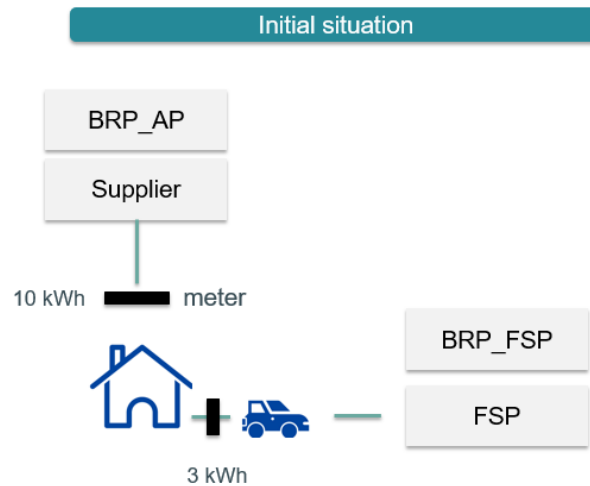 Initial situation
BRP_AP
Supplier
10 kWh meter
BRP_FSP
FSP
3 kWh